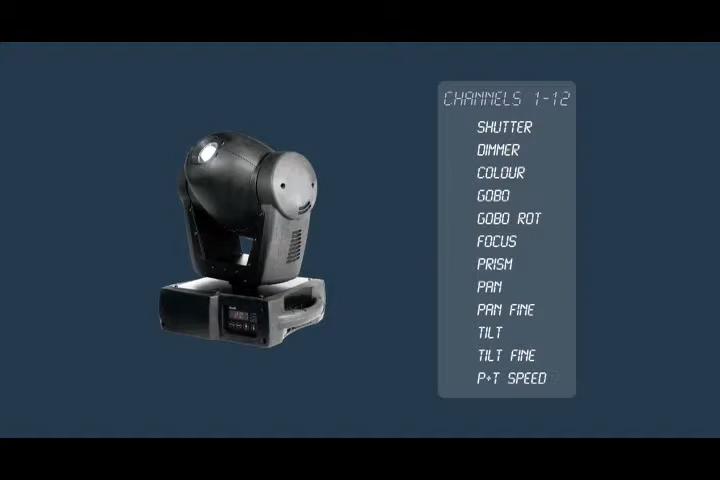 CHANNELS 1-12
SHUTTER
DIMMER
COLOUR
GOBO
GOBO ROT
FOCUS
PRISM
PAN
PAN FINE
TILT
TILT FINE
P+T SPEED